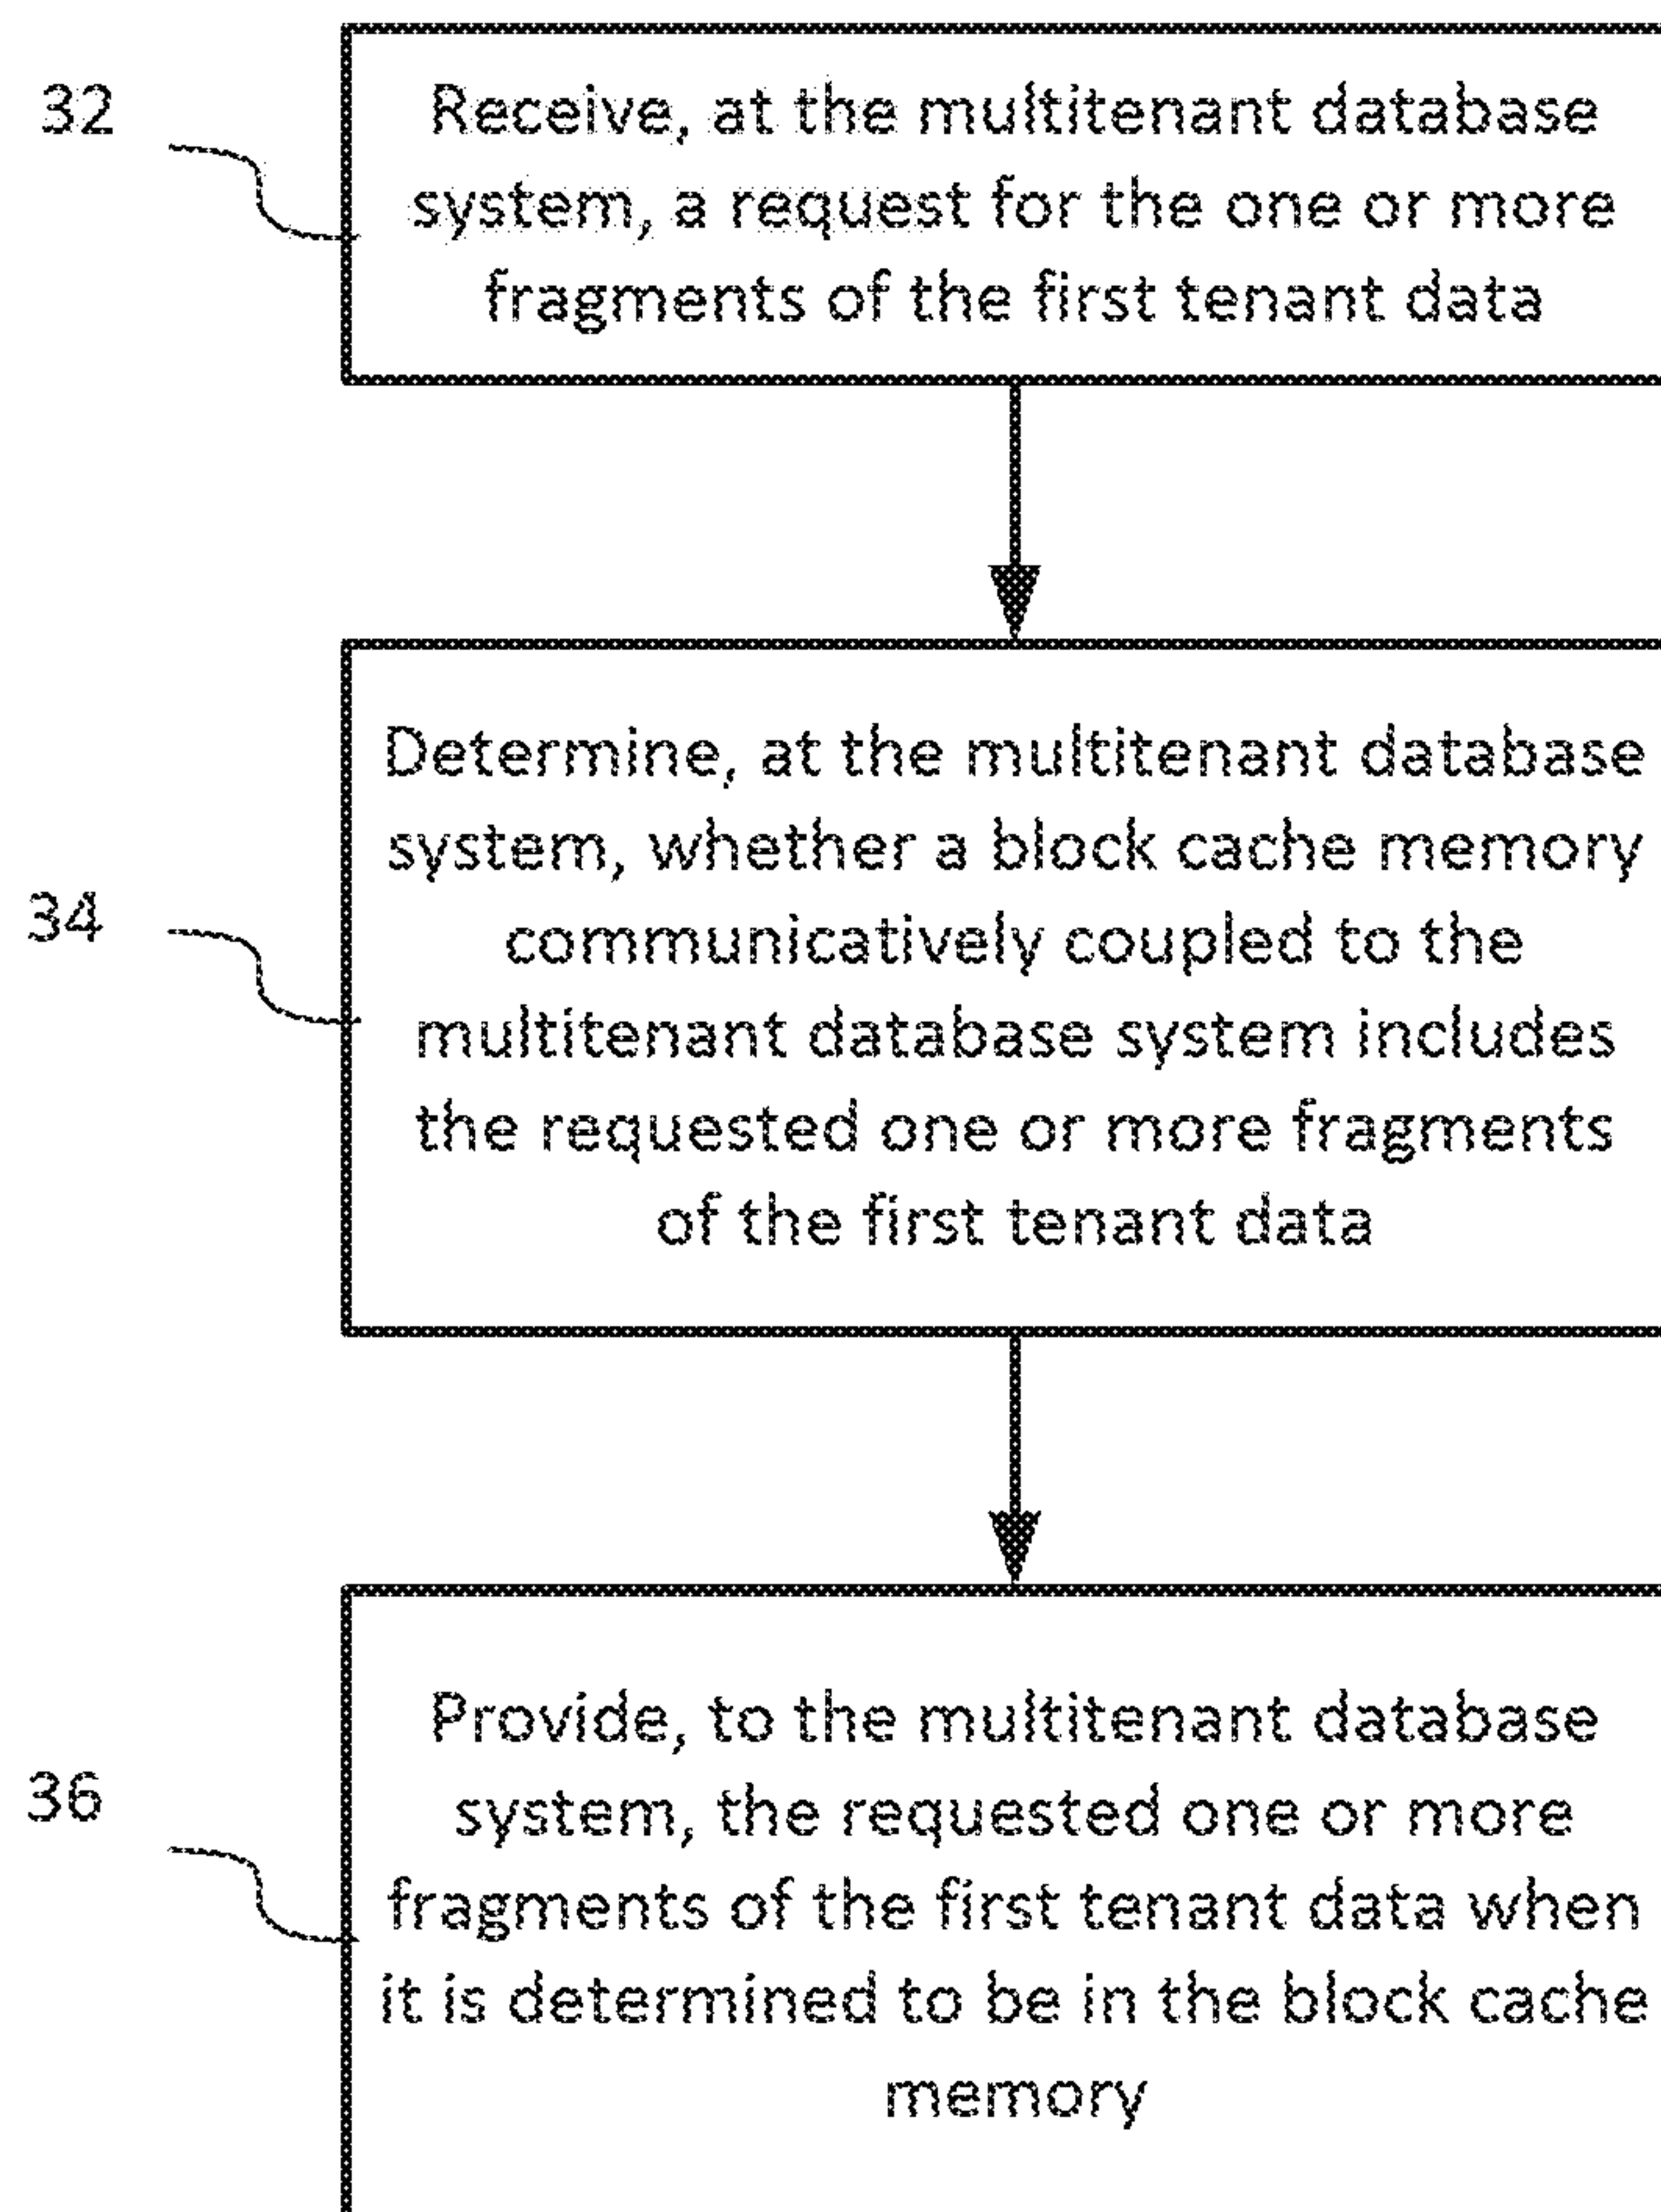 32
Receive, at the multitenant database
system, a request for the one or more
fragments of the first tenant data
34
Determine, at the multitenant database
system, whether a block cache memory
communicatively coupled to the
multitenant database system includes
the requested one or more fragments
of the first tenant data
36
Provide, to the multitenant database
system, the requested one or more
fragments of the first tenant data when
it is determined to be in the block cache
memory